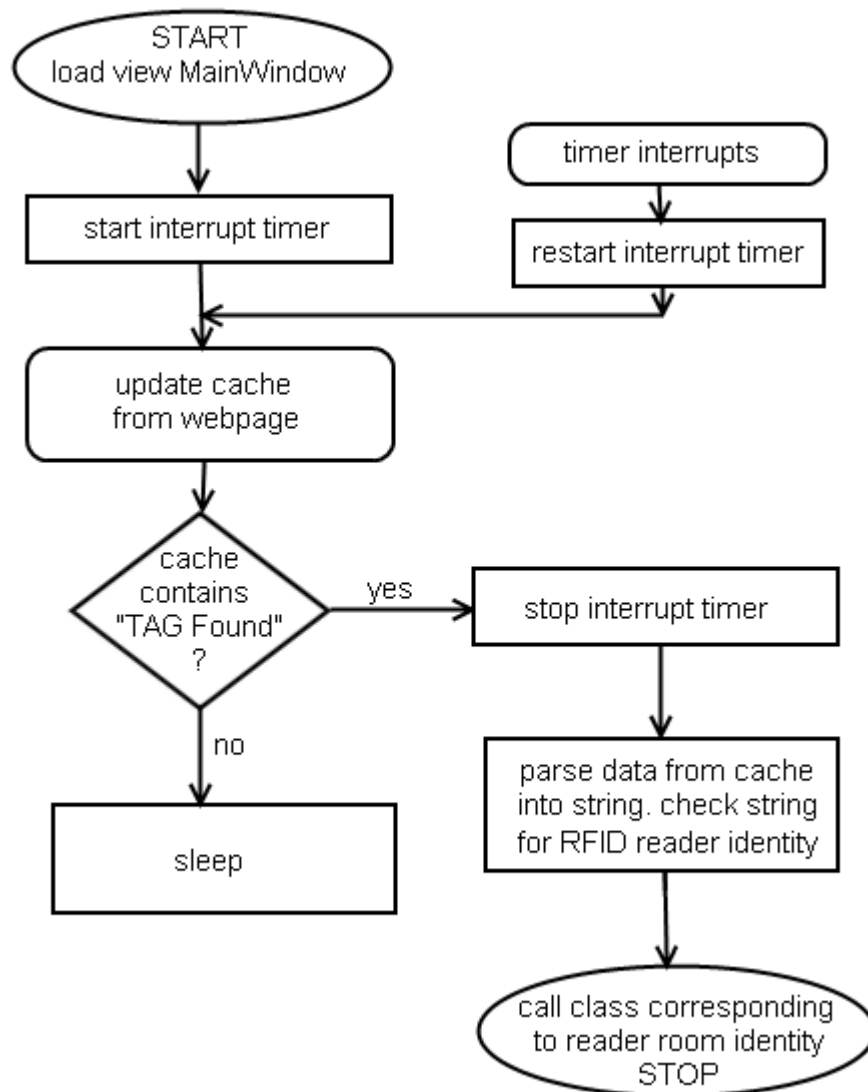 START
load view MainWindow
timer interrupts
start interrupt timer
restart interrupt timer
update cache
from webpage
cache
contains
"TAG Found"
?
yes
stop interrupt timer
no
parse data from cache
into string. check string
for RFID reader identity
sleep
call class corresponding
to reader room identity
STOP